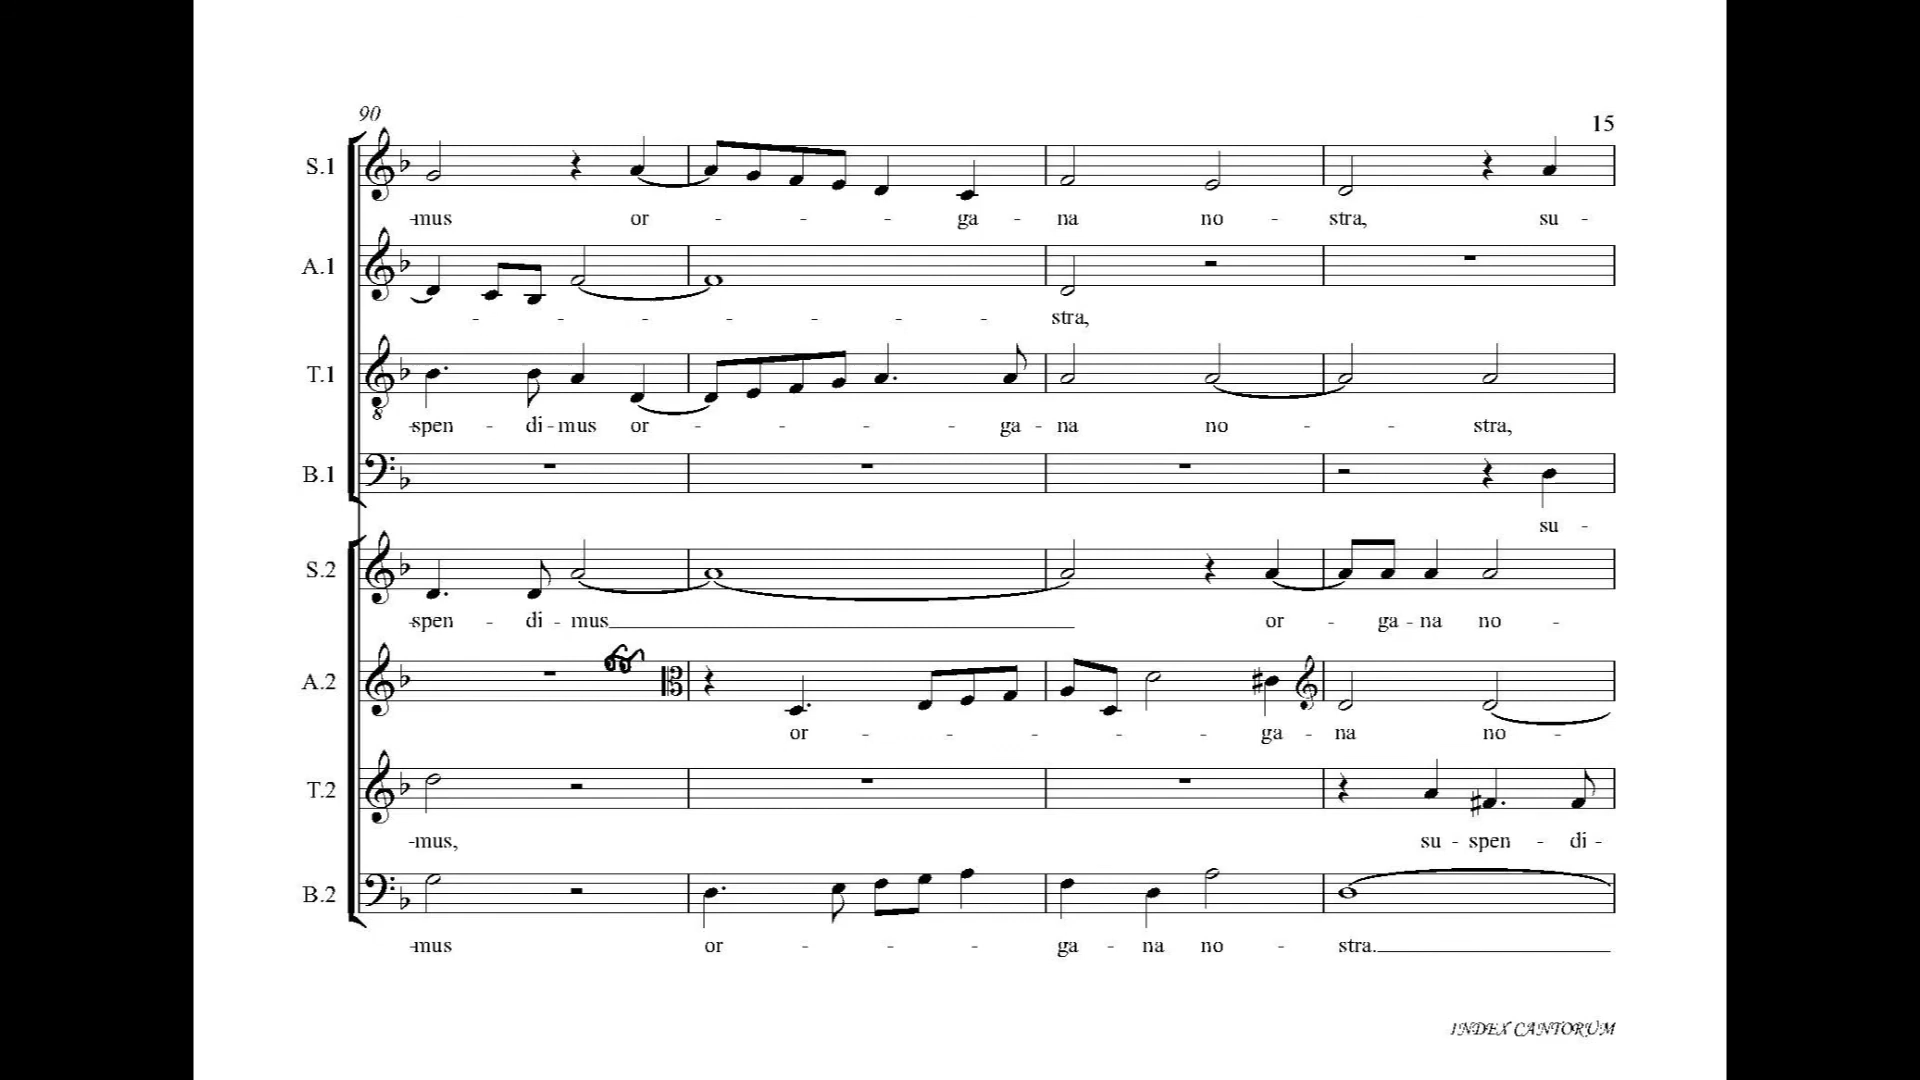 90
15
S.1
-mus or - - - - ga - na no - stra, su -
A.1
- - - - - - - stra,
T.1
8
-spen - di - mus or - - - - ga - na no - - stra,
B.1
su -
S.2
-spen - di - mus or - ga - na no -
A.2
or - - - - - ga - na no -
T.2
-mus, su - spen - di -
B.2
-mus or - - - ga - na no - stra.
INDEX CANTORUM